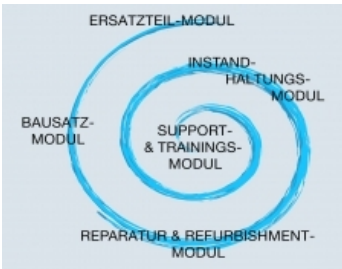 ERSATZTEIL-MODUL
INSTAND-
HALTUNGS-
MODUL
BAUSATZ-
MODUL
SUPPORT-
& TRAININGS-
MODUL
REPARATUR & REFURBISHMENT-
MODUL